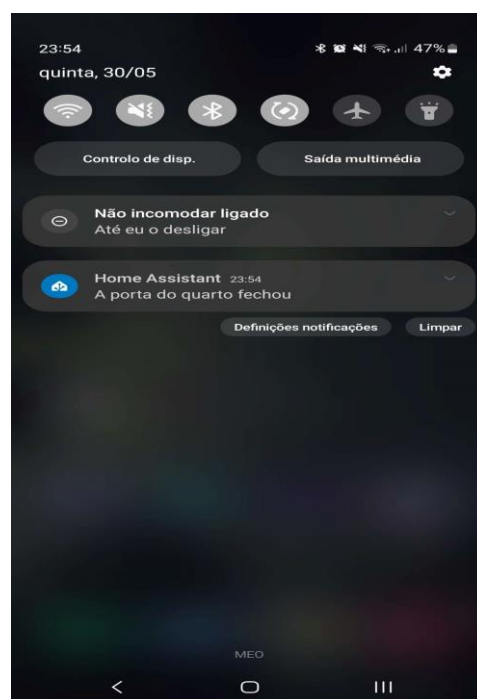 23:54 47%
quinta, 30/05
Controlo de disp. Saída multimédia
Não incomodar ligado
Até eu o desligar
Home Assistant 23:54
A porta do quarto fechou
Definições notificações Limpar
MEO